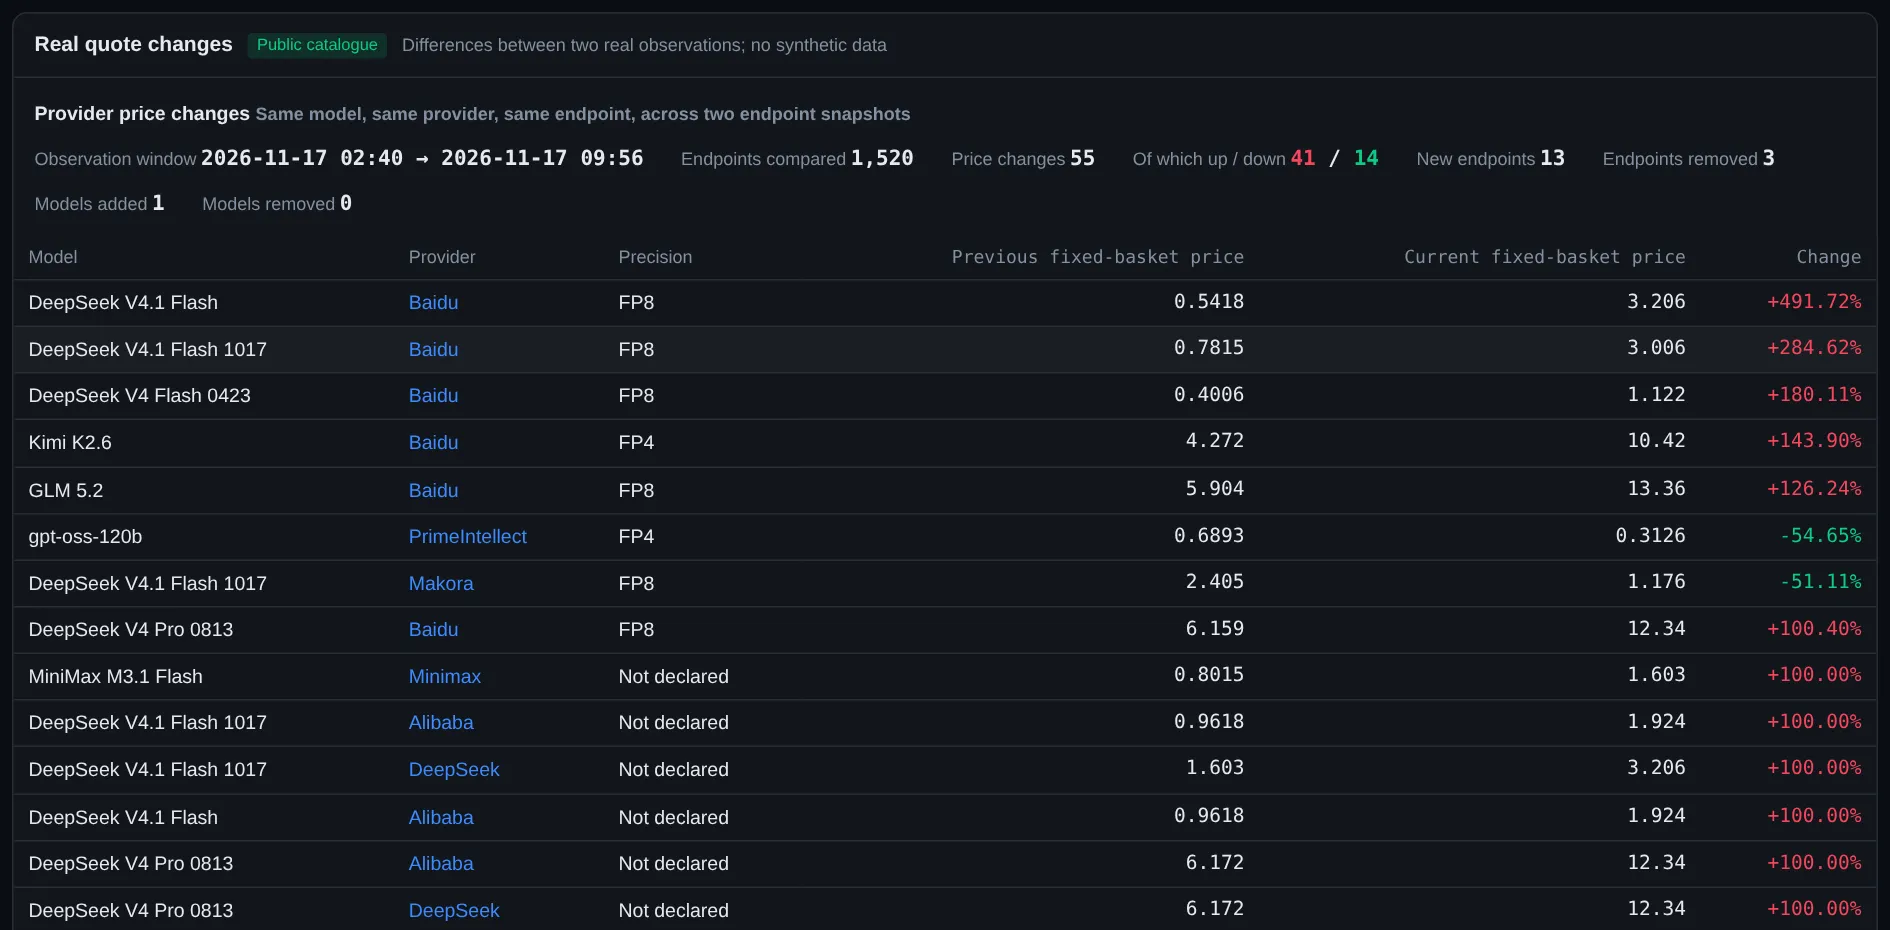 Real quote changes Public catalogue Differences between two real observations; no synthetic data
Provider price changes Same model, same provider, same endpoint, across two endpoint snapshots
Observation window 2026-11-17 02:40 → 2026-11-17 09:56 Endpoints compared 1,520 Price changes 55 Of which up / down 41 / 14 New endpoints 13 Endpoints removed 3
Models added 1 Models removed 0
Model Provider Precision Previous fixed-basket price Current fixed-basket price Change
DeepSeek V4.1 Flash Baidu FP8 0.5418 3.206 +491.72%
DeepSeek V4.1 Flash 1017 Baidu FP8 0.7815 3.006 +284.62%
DeepSeek V4 Flash 0423 Baidu FP8 0.4006 1.122 +180.11%
Kimi K2.6 Baidu FP4 4.272 10.42 +143.90%
GLM 5.2 Baidu FP8 5.904 13.36 +126.24%
gpt-oss-120b PrimeIntellect FP4 0.6893 0.3126 -54.65%
DeepSeek V4.1 Flash 1017 Makora FP8 2.405 1.176 -51.11%
DeepSeek V4 Pro 0813 Baidu FP8 6.159 12.34 +100.40%
MiniMax M3.1 Flash Minimax Not declared 0.8015 1.603 +100.00%
DeepSeek V4.1 Flash 1017 Alibaba Not declared 0.9618 1.924 +100.00%
DeepSeek V4.1 Flash 1017 DeepSeek Not declared 1.603 3.206 +100.00%
DeepSeek V4.1 Flash Alibaba Not declared 0.9618 1.924 +100.00%
DeepSeek V4 Pro 0813 Alibaba Not declared 6.172 12.34 +100.00%
DeepSeek V4 Pro 0813 DeepSeek Not declared 6.172 12.34 +100.00%